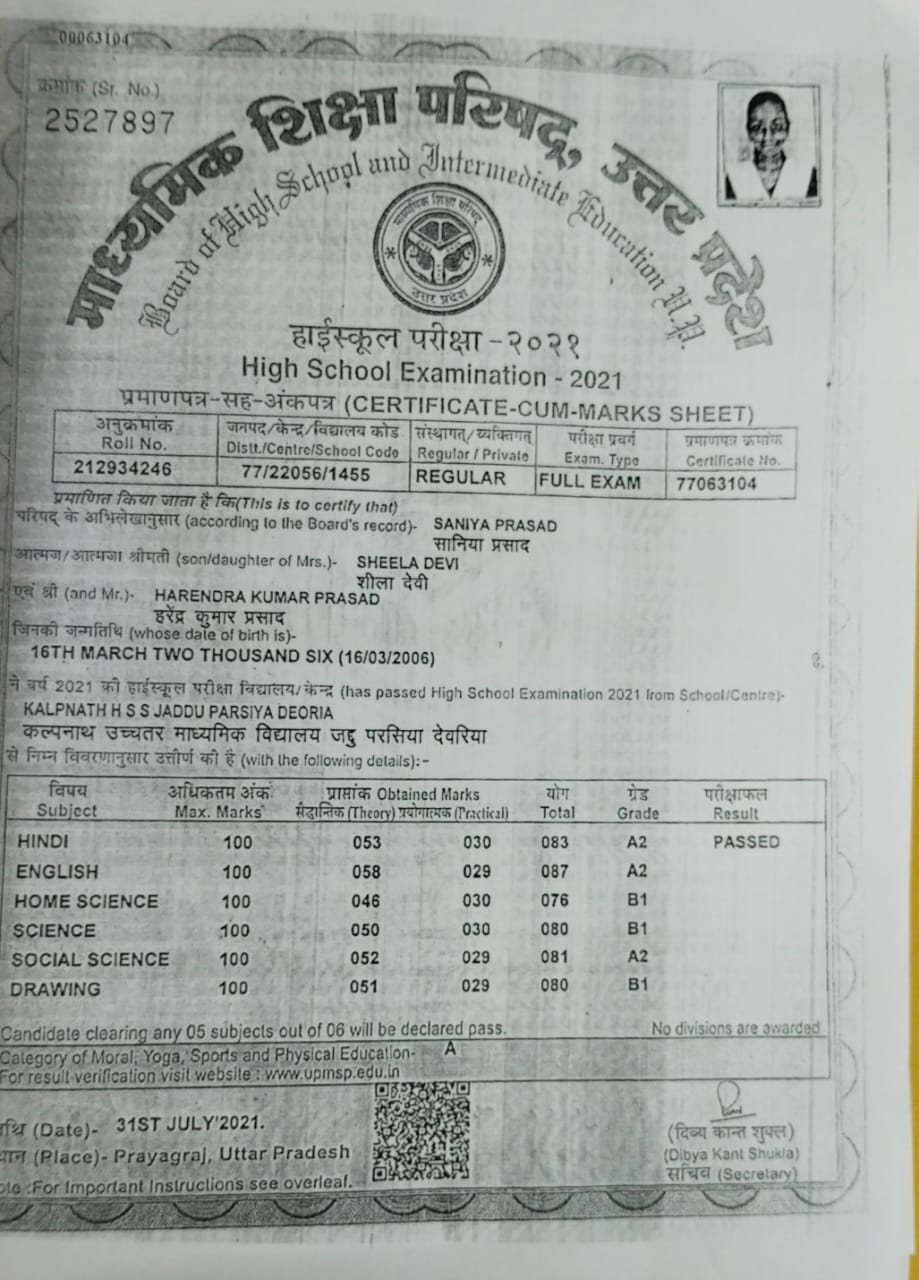 00063104
क्रमांक (Sr. No.)
2527897
माध्यमिक शिक्षा परिषद्, उत्तर प्रदेश
Board of High School and Intermediate Education U.P.
माध्यमिक शिक्षा परिषद्
उत्तर प्रदेश
हाईस्कूल परीक्षा - २०२१
High School Examination - 2021
प्रमाणपत्र-सह-अंकपत्र (CERTIFICATE-CUM-MARKS SHEET)
अनुक्रमांक जनपद/केन्द्र/विद्यालय कोड संस्थागत/व्यक्तिगत परीक्षा प्रवर्ग प्रमाणपत्र क्रमांक
Roll No. Distt./Centre/School Code Regular / Private Exam. Type Certificate No.
212934246 77/22056/1455 REGULAR FULL EXAM 77063104
प्रमाणित किया जाता है कि(This is to certify that)
परिषद के अभिलेखानुसार (according to the Board's record)- SANIYA PRASAD
सानिया प्रसाद
आत्मज/आत्मजा श्रीमती (son/daughter of Mrs.)- SHEELA DEVI
शीला देवी
एवं श्री (and Mr.)- HARENDRA KUMAR PRASAD
हरेंद्र कुमार प्रसाद
जिनकी जन्मतिथि (whose date of birth is)-
16TH MARCH TWO THOUSAND SIX (16/03/2006)
ने वर्ष 2021 की हाईस्कूल परीक्षा विद्यालय/केन्द्र (has passed High School Examination 2021 from School/Centre)-
KALPNATH H S S JADDU PARSIYA DEORIA
कल्पनाथ उच्चतर माध्यमिक विद्यालय जद्दु परसिया देवरिया
से निम्न विवरणानुसार उत्तीर्ण की है (with the following details):-
विषय अधिकतम अंक प्राप्तांक Obtained Marks योग ग्रेड परीक्षाफल
Subject Max. Marks सैद्धान्तिक (Theory) प्रयोगात्मक (Practical) Total Grade Result
HINDI 100 053 030 083 A2 PASSED
ENGLISH 100 058 029 087 A2
HOME SCIENCE 100 046 030 076 B1
SCIENCE 100 050 030 080 B1
SOCIAL SCIENCE 100 052 029 081 A2
DRAWING 100 051 029 080 B1
Candidate clearing any 05 subjects out of 06 will be declared pass. No divisions are awarded
Category of Moral, Yoga, Sports and Physical Education- A
For result verification visit website : www.upmsp.edu.in
थि (Date)- 31ST JULY'2021.
थान (Place)- Prayagraj, Uttar Pradesh
ote :For Important Instructions see overleaf.
(दिव्य कान्त शुक्ल)
(Dibya Kant Shukla)
सचिव (Secretary)